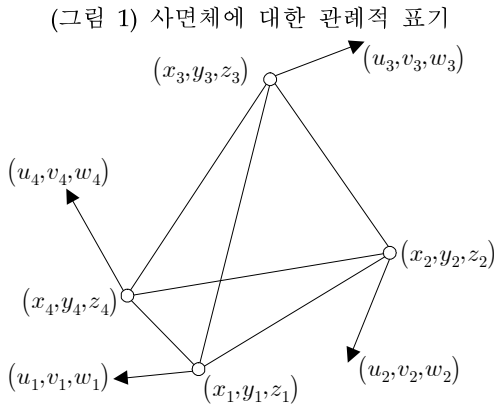 (그림 1) 사면체에 대한 관례적 표기
(x₃,y₃,z₃)
(u₃,v₃,w₃)
(u₄,v₄,w₄)
(x₂,y₂,z₂)
(x₄,y₄,z₄)
(u₁,v₁,w₁)
(x₁,y₁,z₁)
(u₂,v₂,w₂)